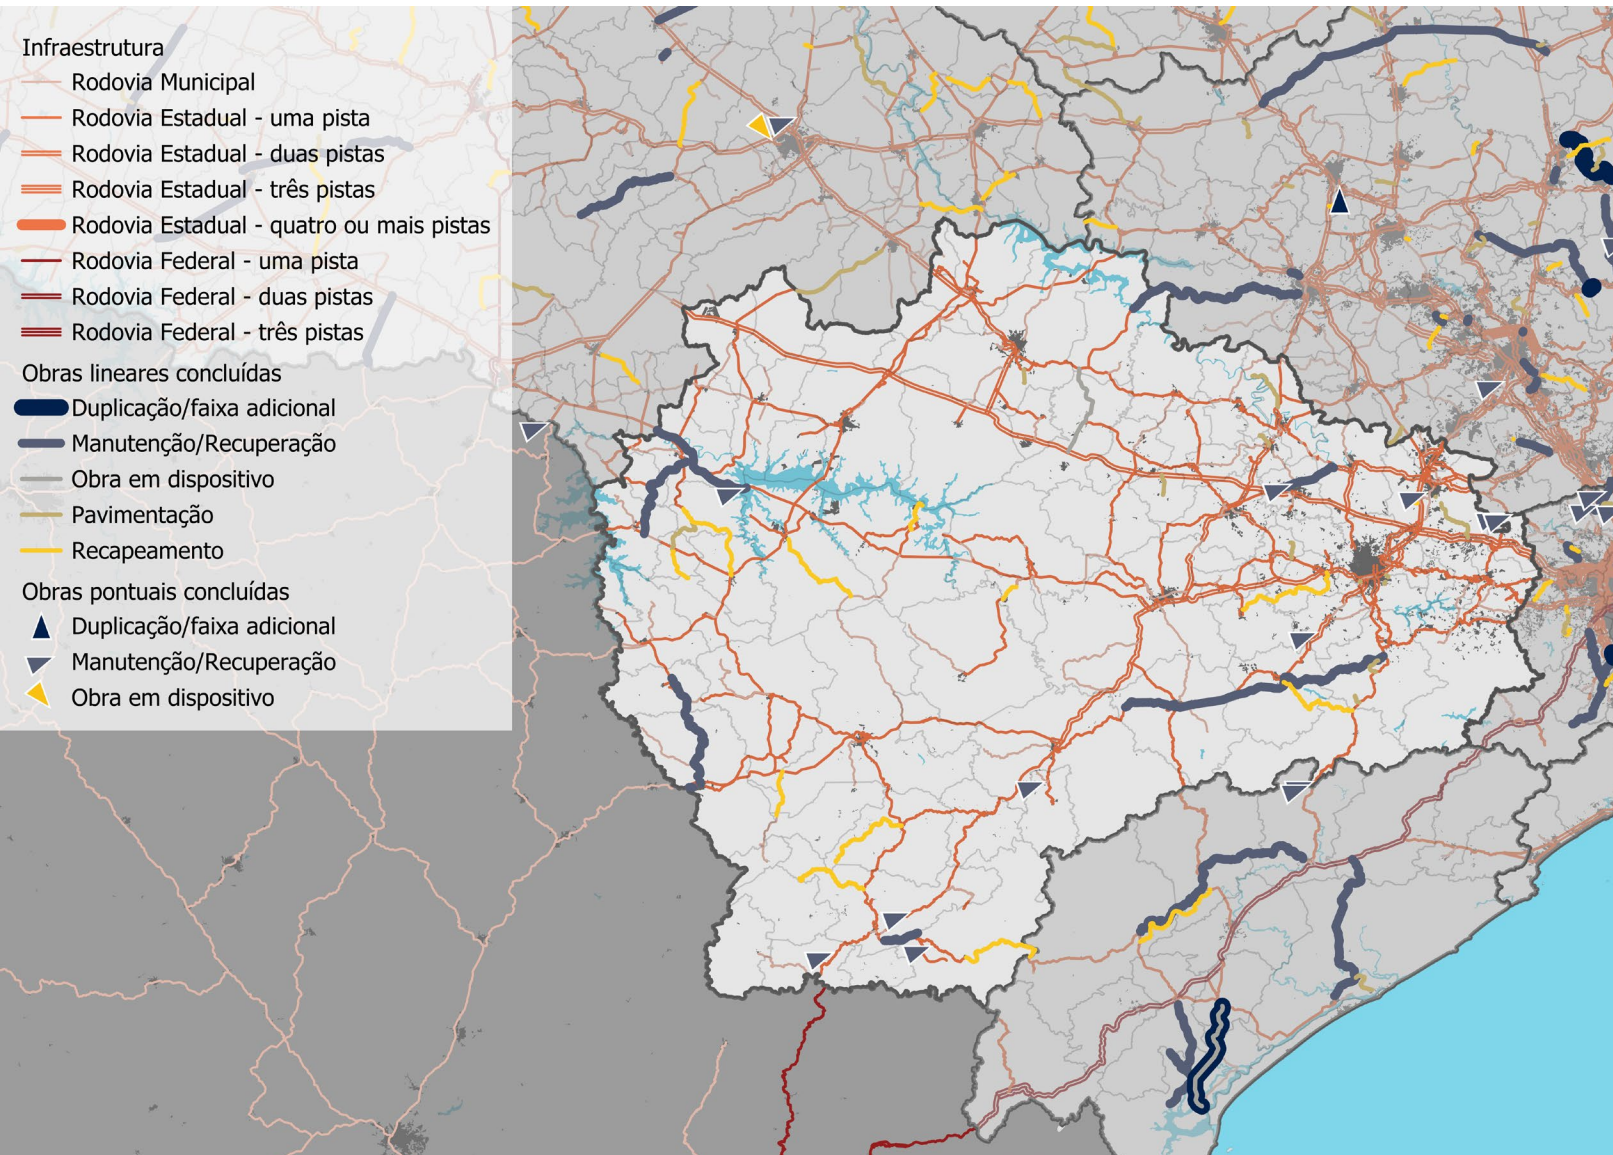 Infraestrutura
Rodovia Municipal
Rodovia Estadual - uma pista
Rodovia Estadual - duas pistas
Rodovia Estadual - três pistas
Rodovia Estadual - quatro ou mais pistas
Rodovia Federal - uma pista
Rodovia Federal - duas pistas
Rodovia Federal - três pistas
Obras lineares concluídas
Duplicação/faixa adicional
Manutenção/Recuperação
Obra em dispositivo
Pavimentação
Recapeamento
Obras pontuais concluídas
Duplicação/faixa adicional
Manutenção/Recuperação
Obra em dispositivo